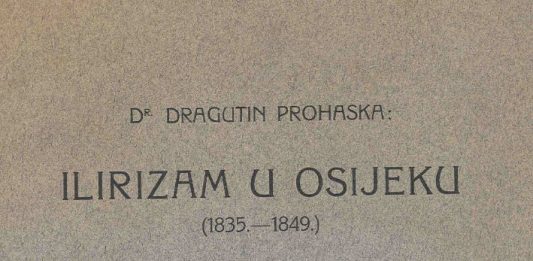 Dr. DRAGUTIN PROHASKA:
ILIRIZAM U OSIJEKU
(1835.—1849.)